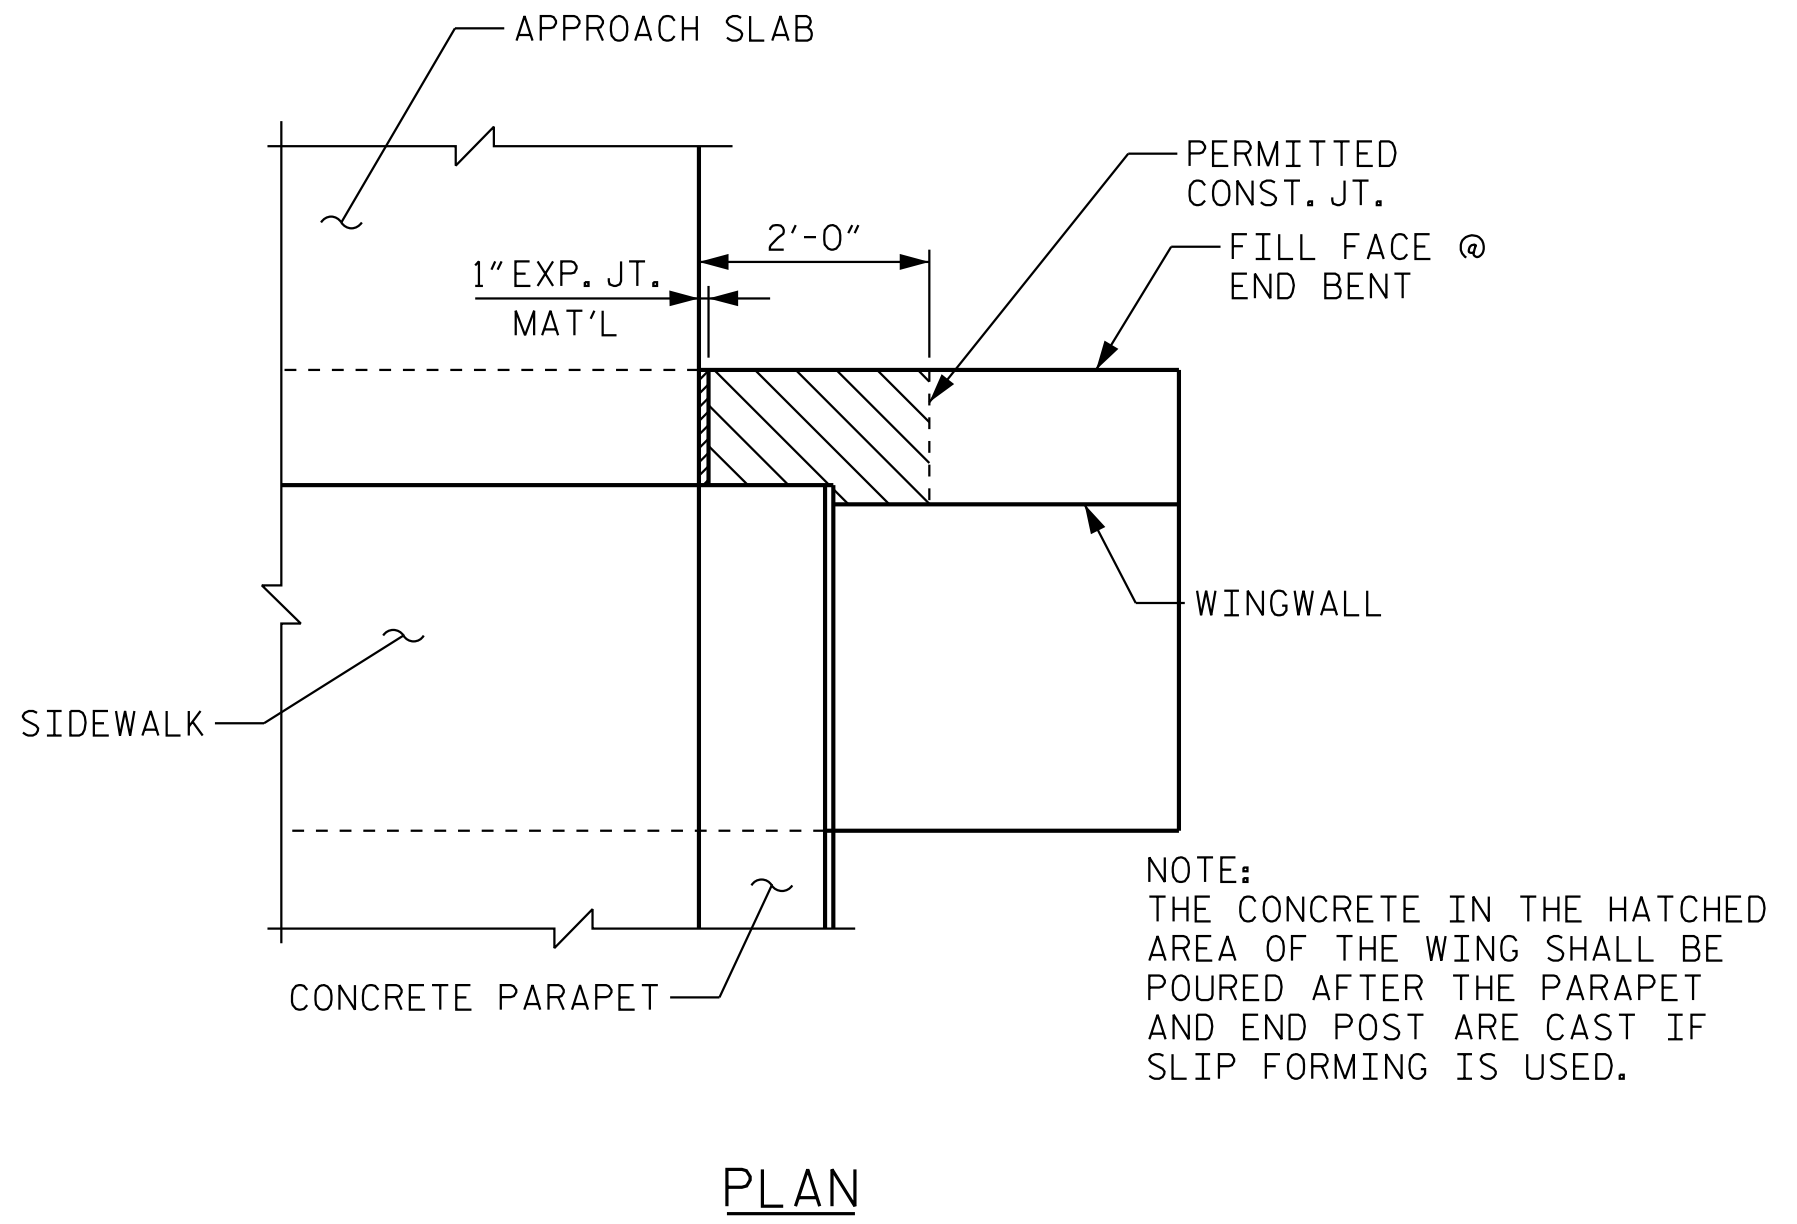 APPROACH SLAB
PERMITTED
CONST. JT.
FILL FACE @
END BENT
2'-0"
1" EXP. JT.
MAT'L
WINGWALL
SIDEWALK
CONCRETE PARAPET
NOTE:
THE CONCRETE IN THE HATCHED
AREA OF THE WING SHALL BE
POURED AFTER THE PARAPET
AND END POST ARE CAST IF
SLIP FORMING IS USED.
PLAN